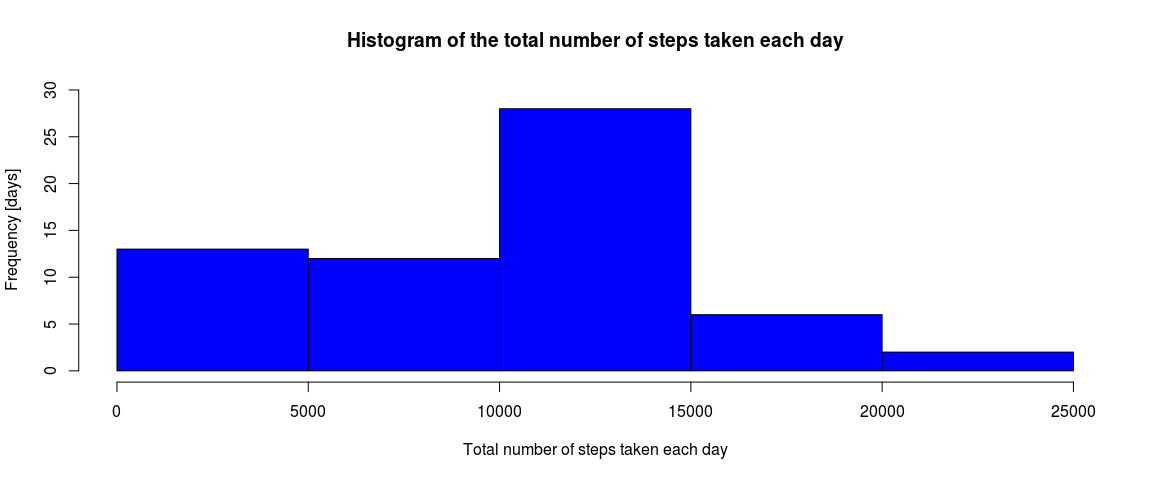 Histogram of the total number of steps taken each day
Frequency [days]
30
25
20
15
10
5
0
0 5000 10000 15000 20000 25000
Total number of steps taken each day